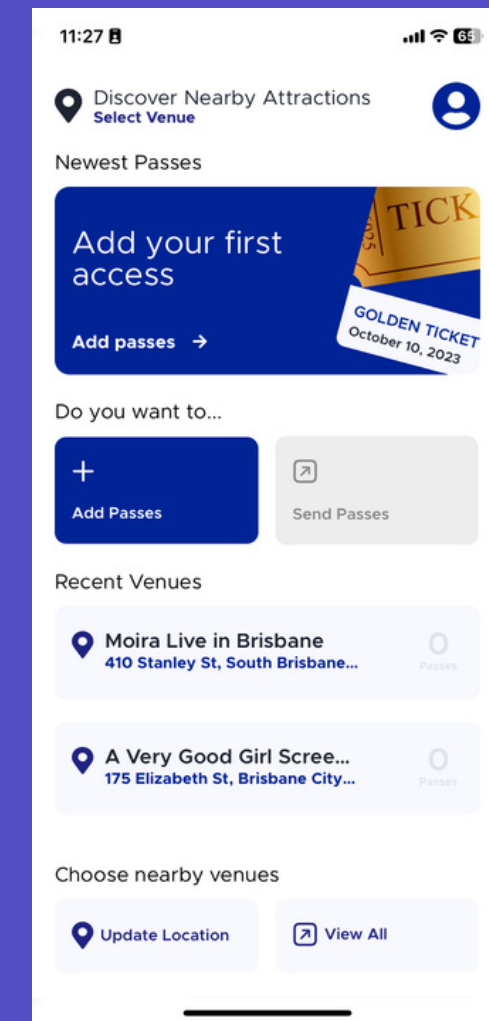 11:27
63
Discover Nearby Attractions
Select Venue
Newest Passes
Add your first
access
Add passes →
TICK
2025
GOLDEN TICKET
October 10, 2023
Do you want to...
Add Passes
Send Passes
Recent Venues
Moira Live in Brisbane
410 Stanley St, South Brisbane...
0
Passes
A Very Good Girl Scree...
175 Elizabeth St, Brisbane City...
0
Passes
Choose nearby venues
Update Location
View All